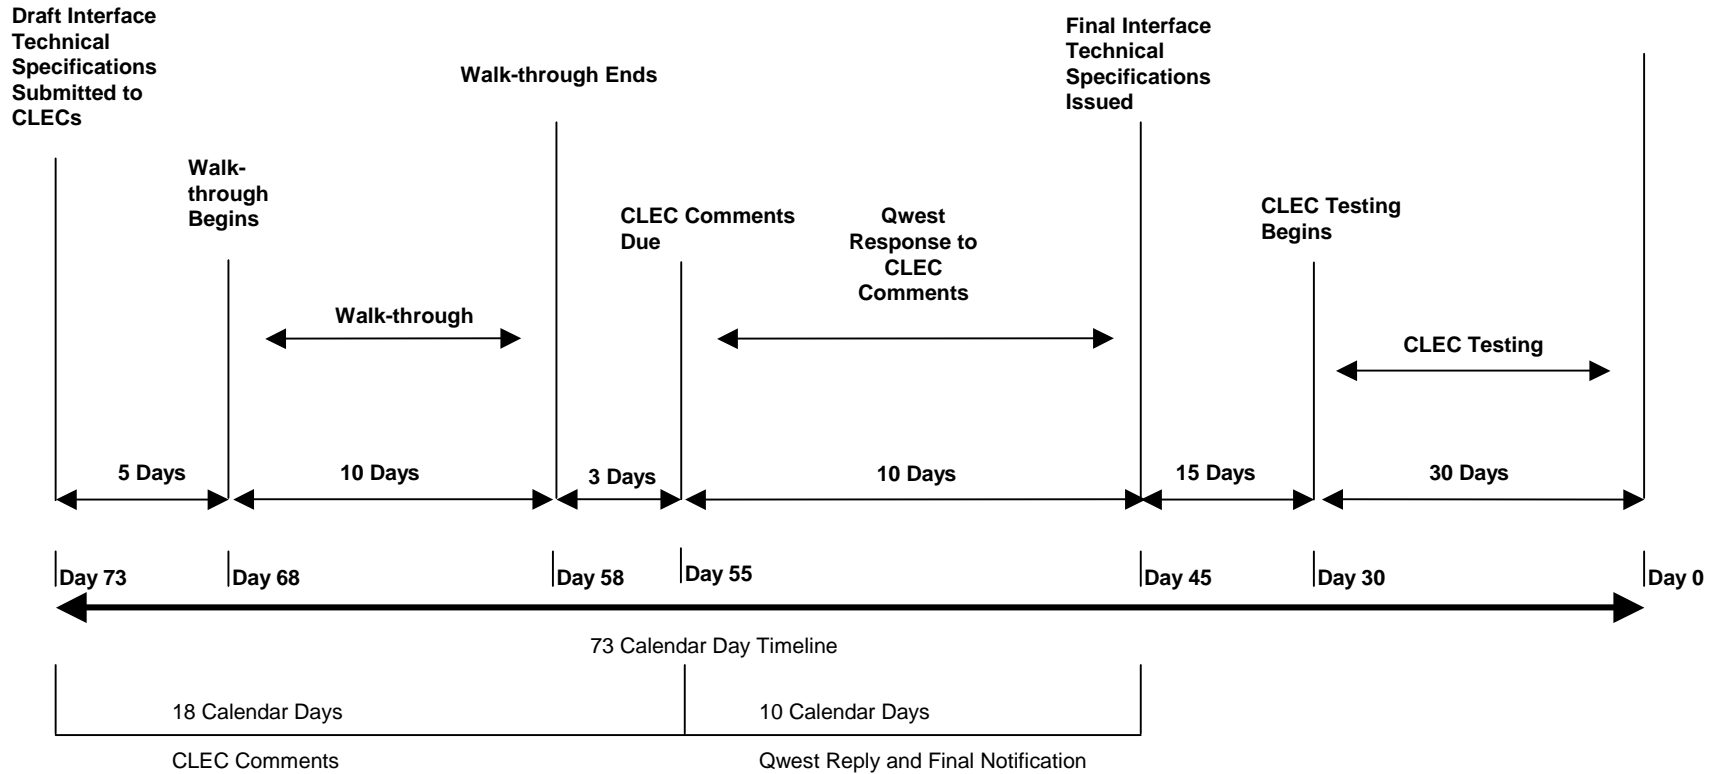 Draft Interface
Technical
Specifications
Submitted to
CLECs
Walk-
through
Begins
Walk-through Ends
CLEC Comments
Due
Qwest
Response to
CLEC
Comments
Final Interface
Technical
Specifications
Issued
CLEC Testing
Begins
Walk-through
CLEC Testing
5 Days
10 Days
3 Days
10 Days
15 Days
30 Days
Day 73
Day 68
Day 58
Day 55
Day 45
Day 30
Day 0
73 Calendar Day Timeline
18 Calendar Days
10 Calendar Days
CLEC Comments
Qwest Reply and Final Notification